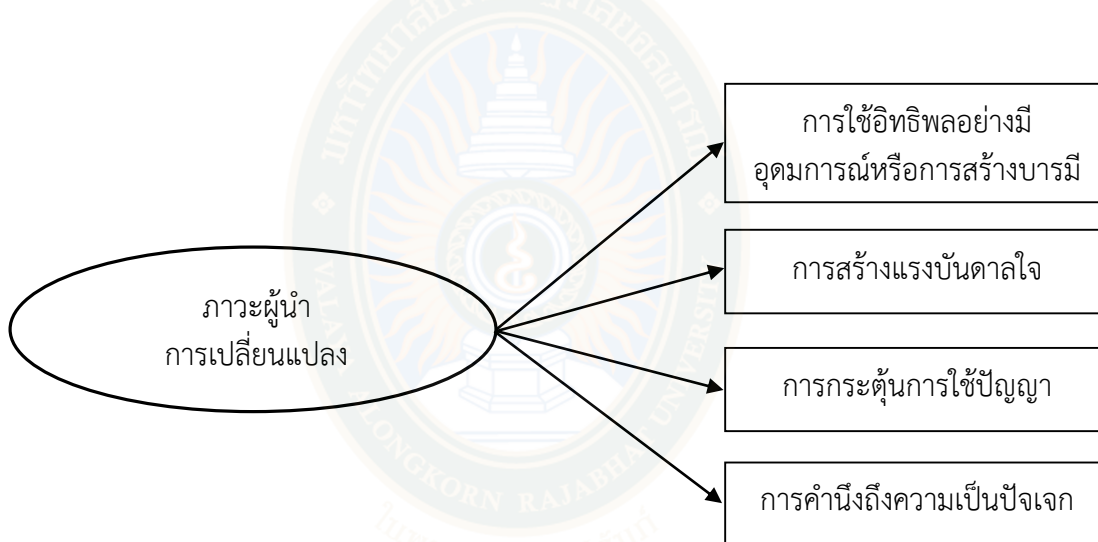 การใช้อิทธิพลอย่างมี
อุดมการณ์หรือการสร้างบารมี
การสร้างแรงบันดาลใจ
ภาวะผู้นำ
การเปลี่ยนแปลง
การกระตุ้นการใช้ปัญญา
การคำนึงถึงความเป็นปัจเจก